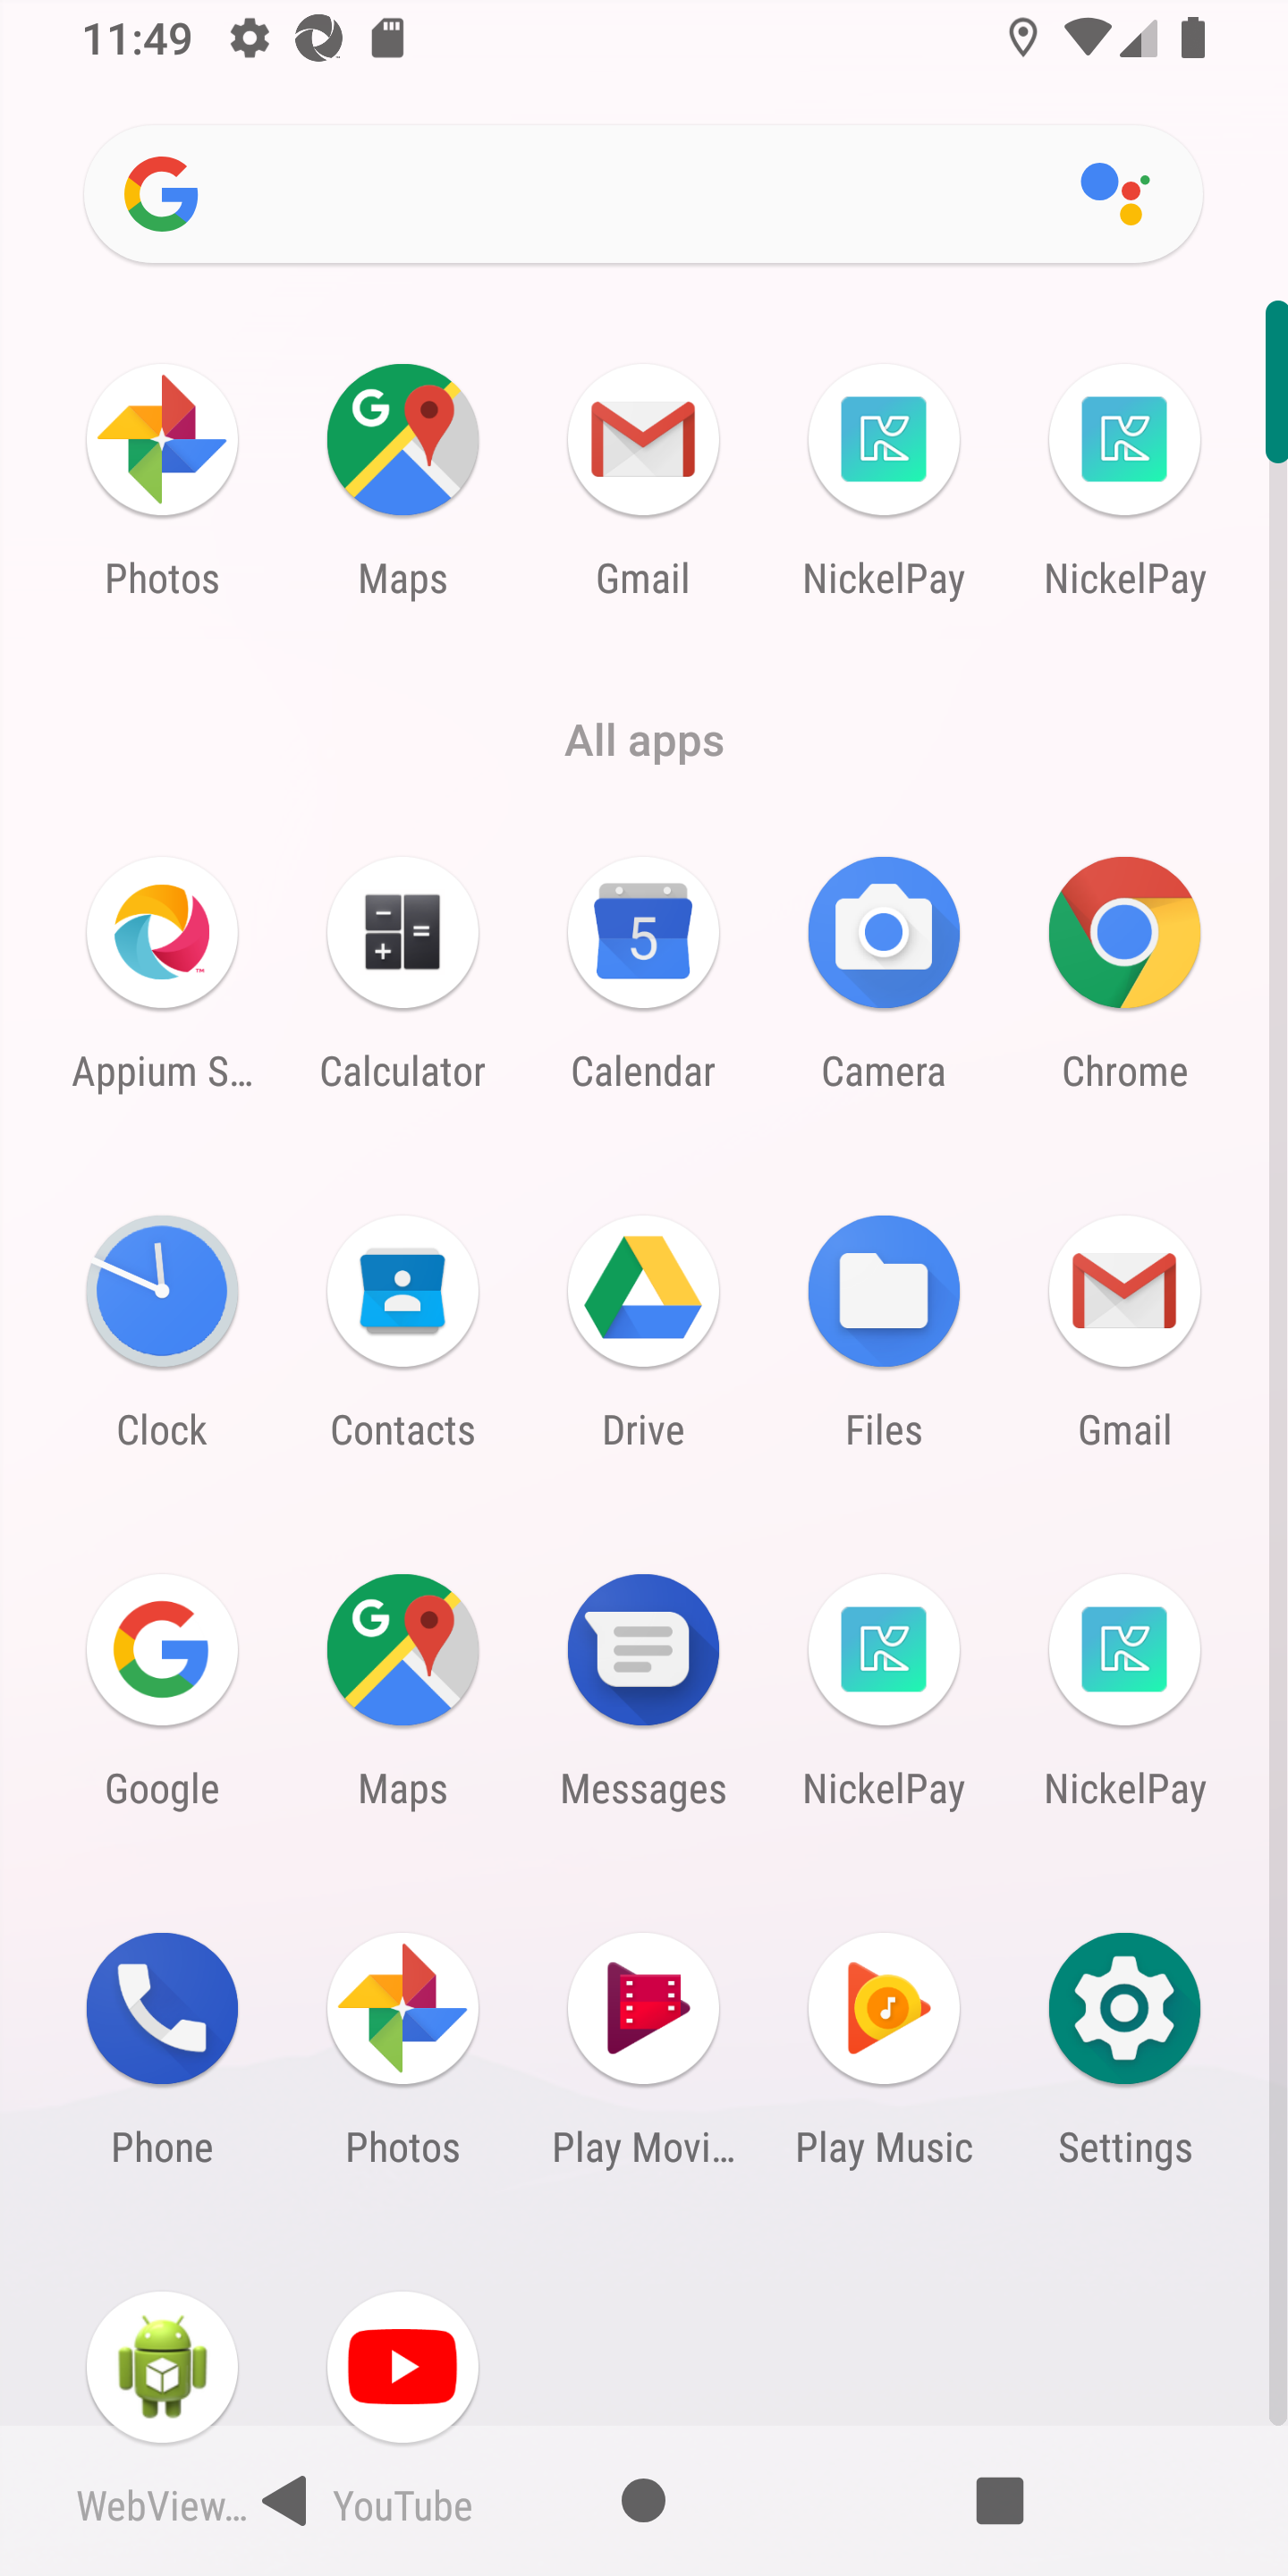 11:49
Photos Maps Gmail NickelPay NickelPay
All apps
5
Appium S… Calculator Calendar Camera Chrome
Clock Contacts Drive Files Gmail
Google Maps Messages NickelPay NickelPay
Phone Photos Play Movi… Play Music Settings
WebView… YouTube